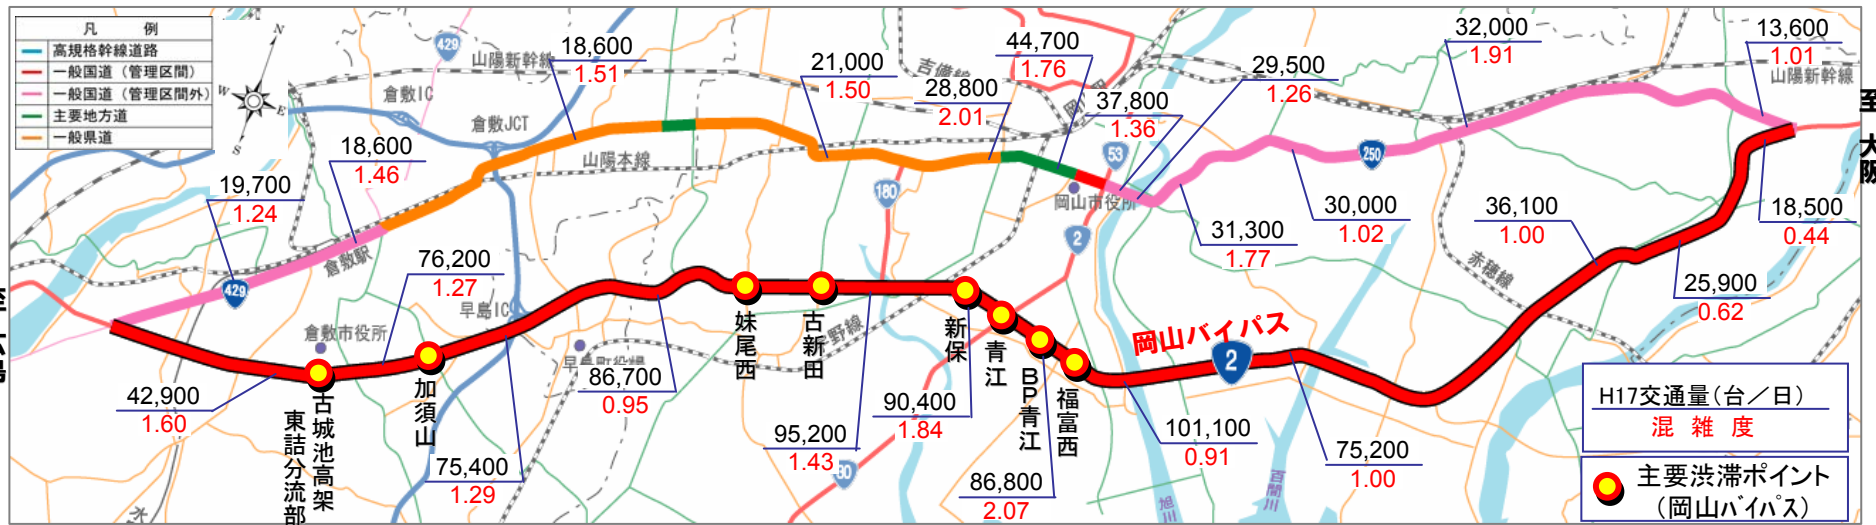 凡 例
高規格幹線道路
一般国道（管理区間）
一般国道（管理区間外）
主要地方道
一般県道
N
W
E
S
429
倉敷IC
山陽新幹線
18,600
1.51
倉敷JCT
山陽本線
21,000
1.50
吉備線
28,800
2.01
44,700
1.76
37,800
1.36
29,500
1.26
32,000
1.91
13,600
1.01
山陽新幹線
至 大阪
18,600
1.46
19,700
1.24
429
倉敷駅
180
53
岡山市役所
2
250
31,300
1.77
30,000
1.02
36,100
1.00
赤穂線
18,500
0.44
25,900
0.62
76,200
1.27
早島IC
倉敷市役所
42,900
1.60
古城池高架
東詰分流部
加須山
75,400
1.29
86,700
0.95
妹尾西
古新田
95,200
1.43
90,400
1.84
新保
青江
BP青江
福富西
86,800
2.07
岡山バイパス
2
101,100
0.91
75,200
1.00
旭川
百間川
H17交通量（台／日）
混 雑 度
主要渋滞ポイント
（岡山バイパス）